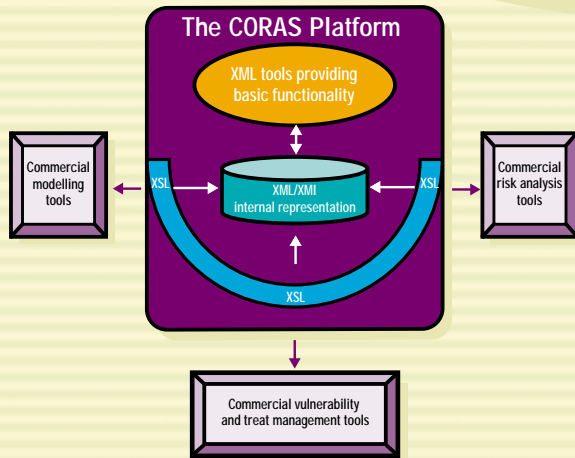 The CORAS Platform
XML tools providing
basic functionality
Commercial
modelling
tools
XSL
XML/XMI
internal representation
XSL
Commercial
risk analysis
tools
XSL
Commercial vulnerability
and treat management tools